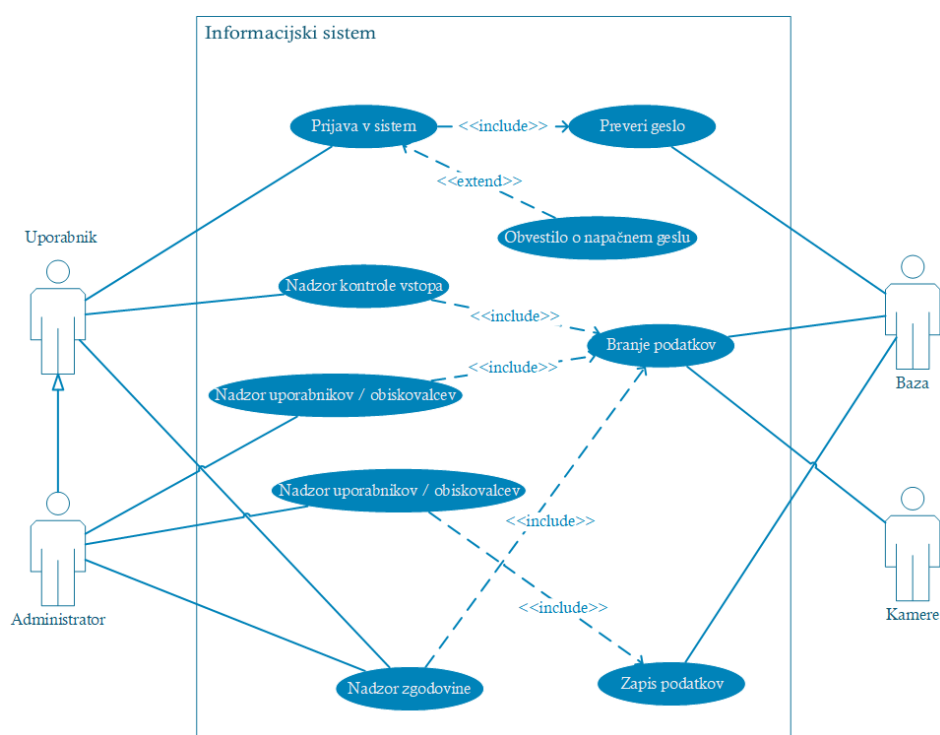 Informacijski sistem
Prijava v sistem
<<include>>
Preveri geslo
<<extend>>
Uporabnik
Obvestilo o napačnem geslu
Nadzor kontrole vstopa
<<include>>
Branje podatkov
<<include>>
Baza
Nadzor uporabnikov / obiskovalcev
Nadzor uporabnikov / obiskovalcev
<<include>>
<<include>>
Administrator
Kamere
Nadzor zgodovine
Zapis podatkov